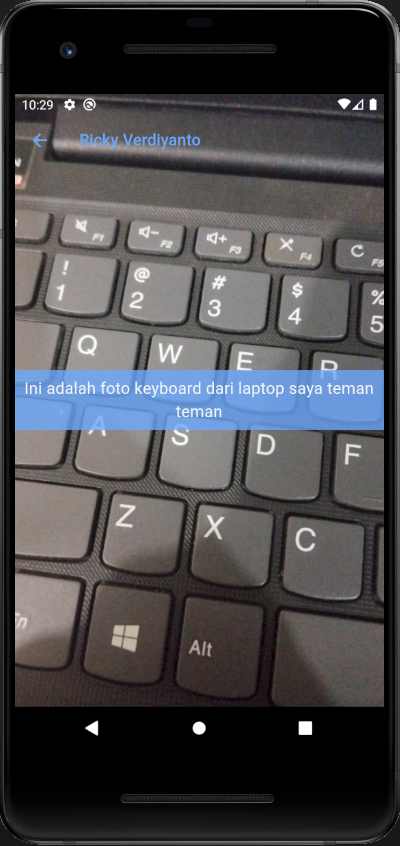 10:29
Ricky Verdiyanto
F1 F2 F3 F4 F5
! @ # $ %
1 2 3 4 5
Q W E R
Ini adalah foto keyboard dari laptop saya teman
teman
A S D F
Z X C
Fn Alt